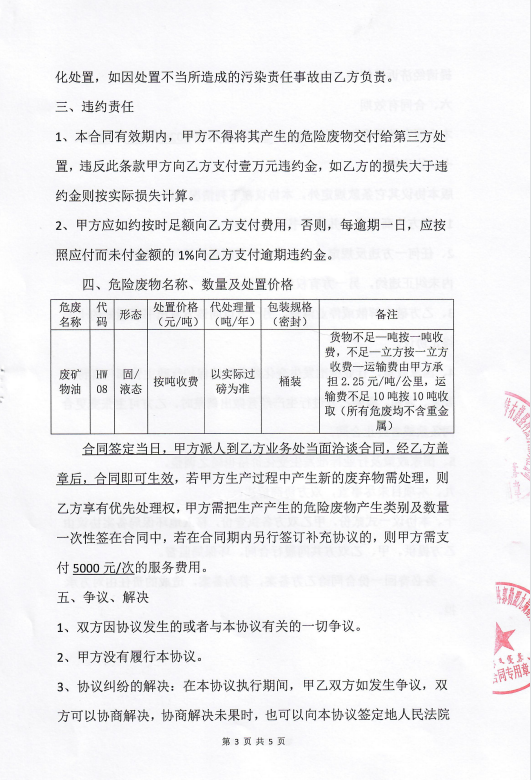 化处置，如因处置不当所造成的污染责任事故由乙方负责。
三、违约责任
1、本合同有效期内，甲方不得将其产生的危险废物交付给第三方处
置，违反此条款甲方向乙方支付壹万元违约金，如乙方的损失大于违
约金则按实际损失计算。
2、甲方应如约按时足额向乙方支付费用，否则，每逾期一日，应按
照应付而未付金额的 1%向乙方支付逾期违约金。
四、危险废物名称、数量及处置价格
危废名称 代码 形态 处置价格（元/吨） 代处理量（吨/年） 包装规格（密封） 备注
废矿物油 HW08 固/液态 按吨收费 以实际过磅为准 桶装
货物不足一吨按一吨收
费，不足一立方按一立方
收费一运输费由甲方承
担 2.25 元/吨/公里，运
输费不足 10 吨按 10 吨收
取（所有危废均不含重金
属）
合同签定当日，甲方派人到乙方业务处当面洽谈合同，经乙方盖
章后，合同即可生效，若甲方生产过程中产生新的废弃物需处理，则
乙方享有优先处理权，甲方需把生产产生的危险废物产生类别及数量
一次性签在合同中，若在合同期内另行签订补充协议的，则甲方需支
付 5000 元/次的服务费用。
五、争议、解决
1、双方因协议发生的或者与本协议有关的一切争议。
2、甲方没有履行本协议。
3、协议纠纷的解决：在本协议执行期间，甲乙双方如发生争议，双
方可以协商解决，协商解决未果时，也可以向本协议签定地人民法院
第 3 页 共 5 页
合同专用章